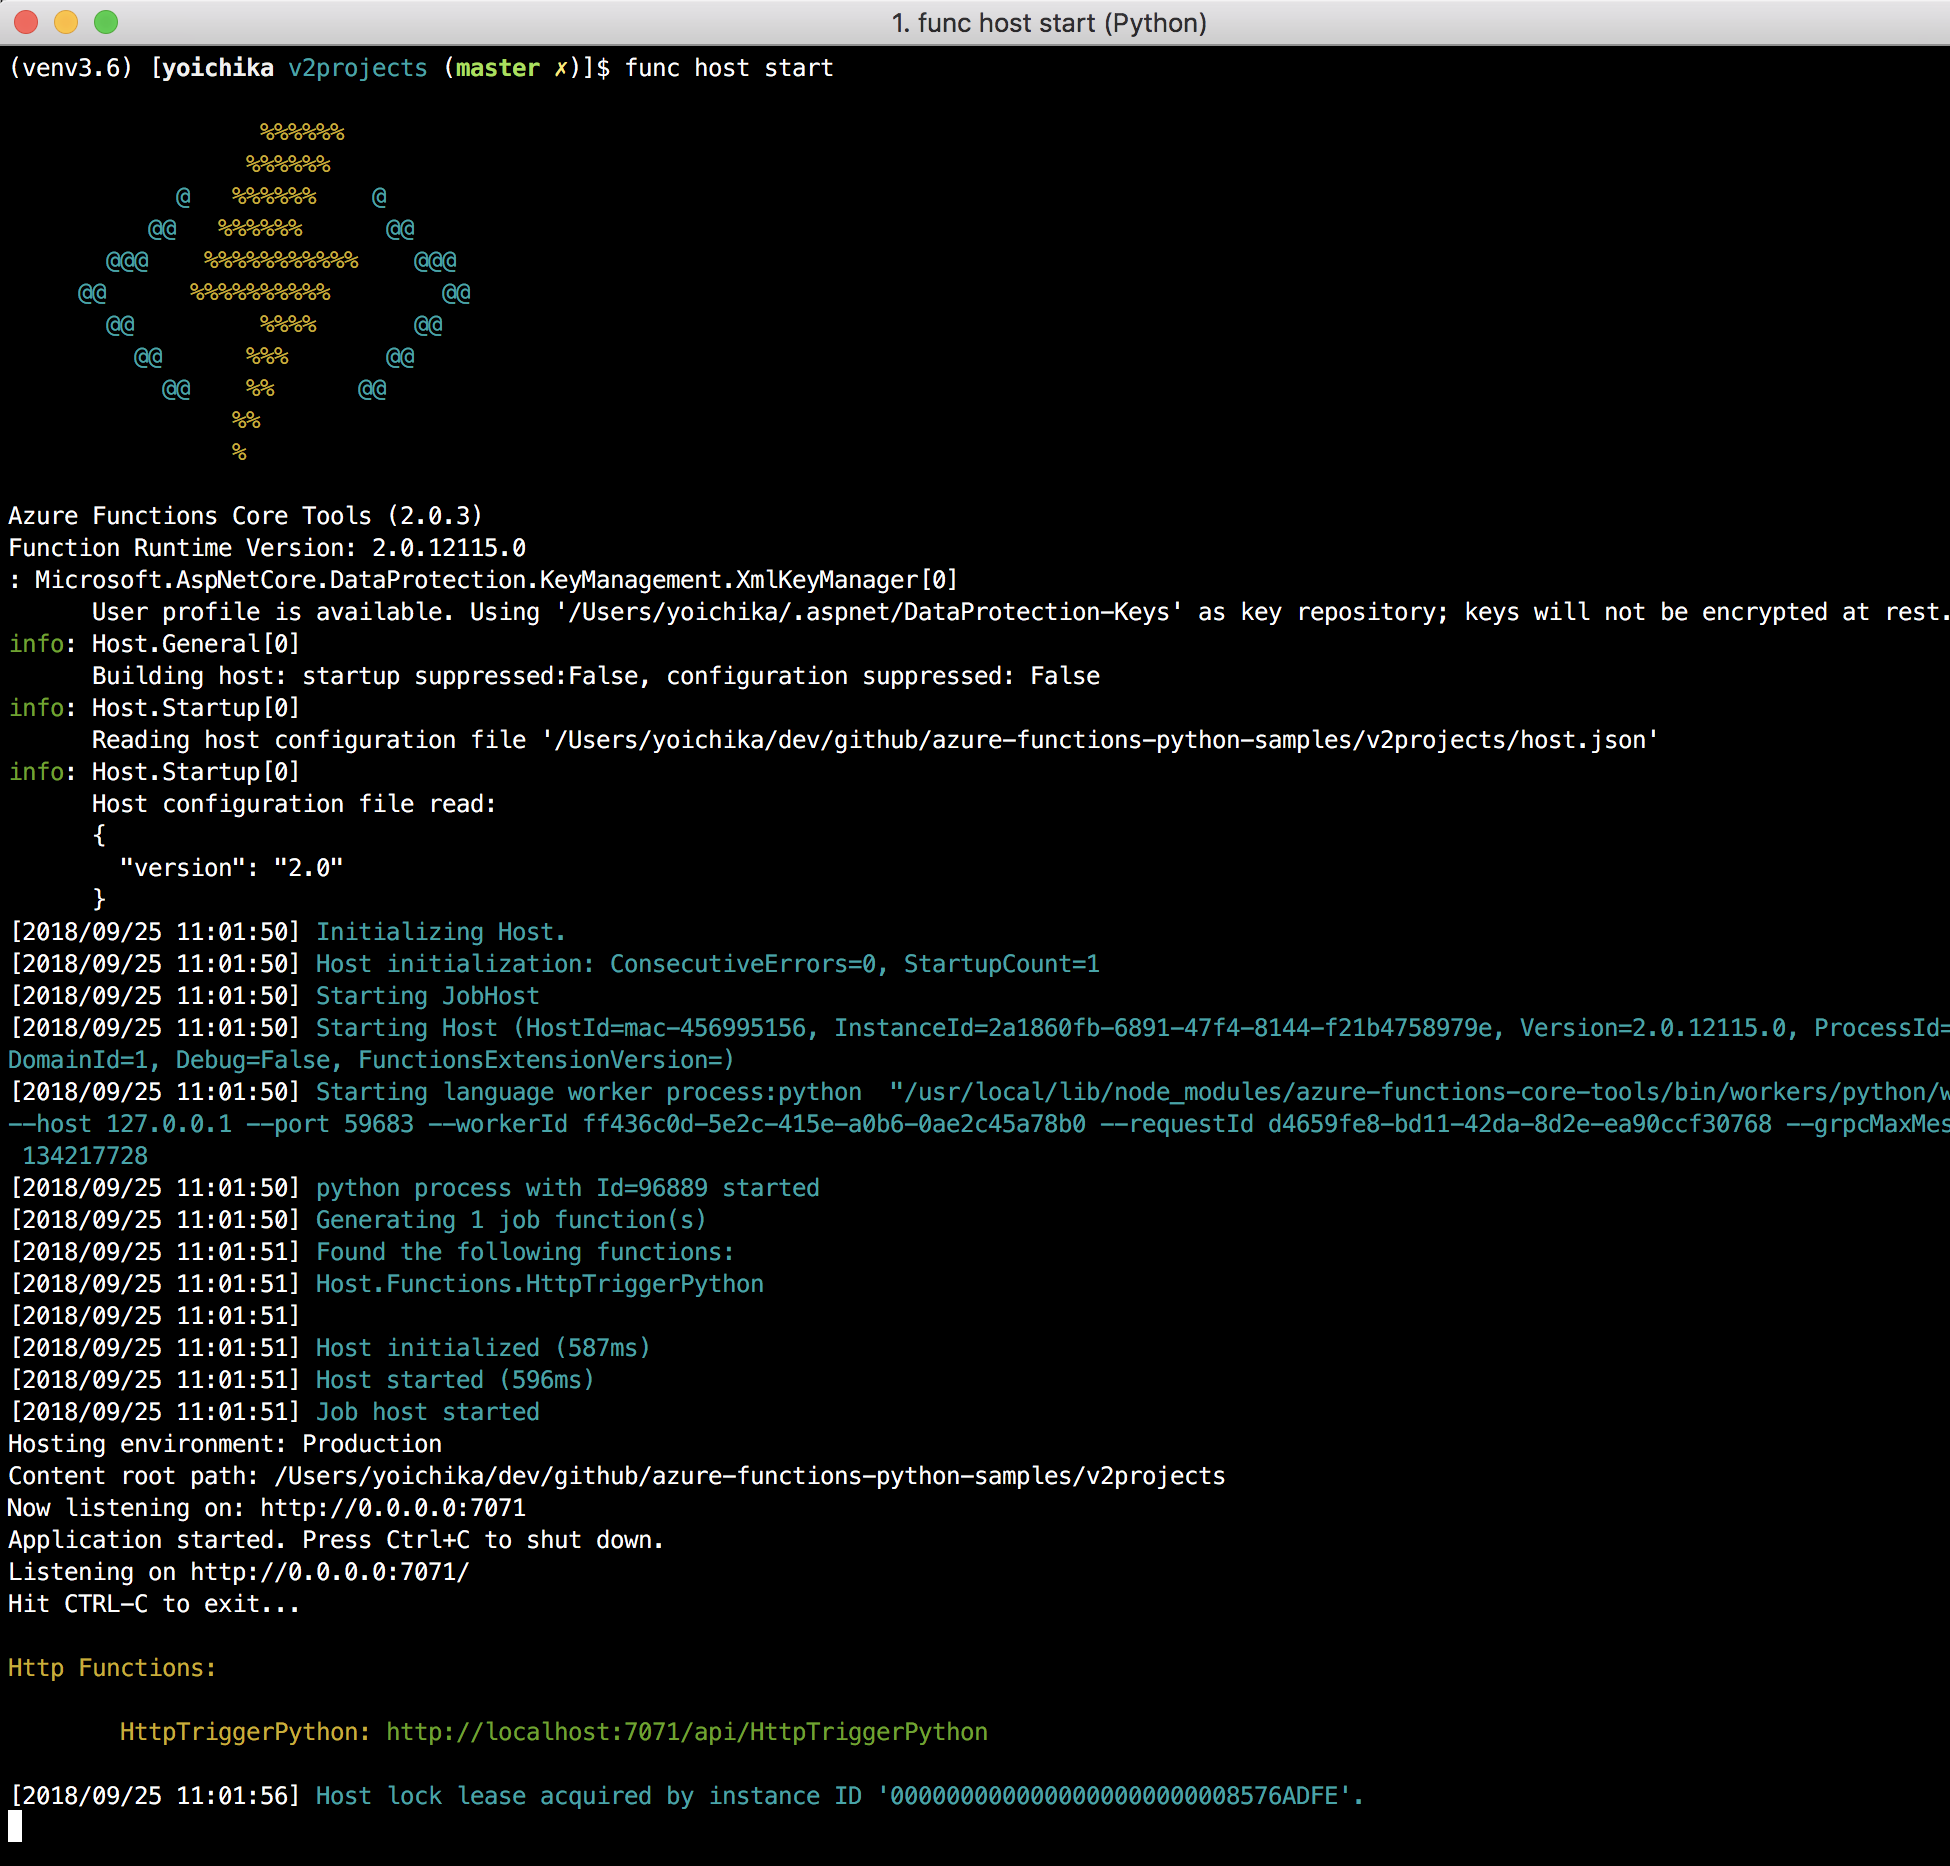 1. func host start (Python)
(venv3.6) [yoichika v2projects (master ✗)]$ func host start
%%%%%%
%%%%%%
@   %%%%%%    @
@@   %%%%%%      @@
@@@    %%%%%%%%%%%    @@@
@@      %%%%%%%%%%        @@
@@         %%%%       @@
@@      %%%       @@
@@    %%      @@
%%
%
Azure Functions Core Tools (2.0.3)
Function Runtime Version: 2.0.12115.0
: Microsoft.AspNetCore.DataProtection.KeyManagement.XmlKeyManager[0]
User profile is available. Using '/Users/yoichika/.aspnet/DataProtection-Keys' as key repository; keys will not be encrypted at rest.
info: Host.General[0]
Building host: startup suppressed:False, configuration suppressed: False
info: Host.Startup[0]
Reading host configuration file '/Users/yoichika/dev/github/azure-functions-python-samples/v2projects/host.json'
info: Host.Startup[0]
Host configuration file read:
{
"version": "2.0"
}
[2018/09/25 11:01:50] Initializing Host.
[2018/09/25 11:01:50] Host initialization: ConsecutiveErrors=0, StartupCount=1
[2018/09/25 11:01:50] Starting JobHost
[2018/09/25 11:01:50] Starting Host (HostId=mac-456995156, InstanceId=2a1860fb-6891-47f4-8144-f21b4758979e, Version=2.0.12115.0, ProcessId=
DomainId=1, Debug=False, FunctionsExtensionVersion=)
[2018/09/25 11:01:50] Starting language worker process:python  "/usr/local/lib/node_modules/azure-functions-core-tools/bin/workers/python/w
--host 127.0.0.1 --port 59683 --workerId ff436c0d-5e2c-415e-a0b6-0ae2c45a78b0 --requestId d4659fe8-bd11-42da-8d2e-ea90ccf30768 --grpcMaxMes
134217728
[2018/09/25 11:01:50] python process with Id=96889 started
[2018/09/25 11:01:50] Generating 1 job function(s)
[2018/09/25 11:01:51] Found the following functions:
[2018/09/25 11:01:51] Host.Functions.HttpTriggerPython
[2018/09/25 11:01:51]
[2018/09/25 11:01:51] Host initialized (587ms)
[2018/09/25 11:01:51] Host started (596ms)
[2018/09/25 11:01:51] Job host started
Hosting environment: Production
Content root path: /Users/yoichika/dev/github/azure-functions-python-samples/v2projects
Now listening on: http://0.0.0.0:7071
Application started. Press Ctrl+C to shut down.
Listening on http://0.0.0.0:7071/
Hit CTRL-C to exit...
Http Functions:
HttpTriggerPython: http://localhost:7071/api/HttpTriggerPython
[2018/09/25 11:01:56] Host lock lease acquired by instance ID '0000000000000000000000008576ADFE'.